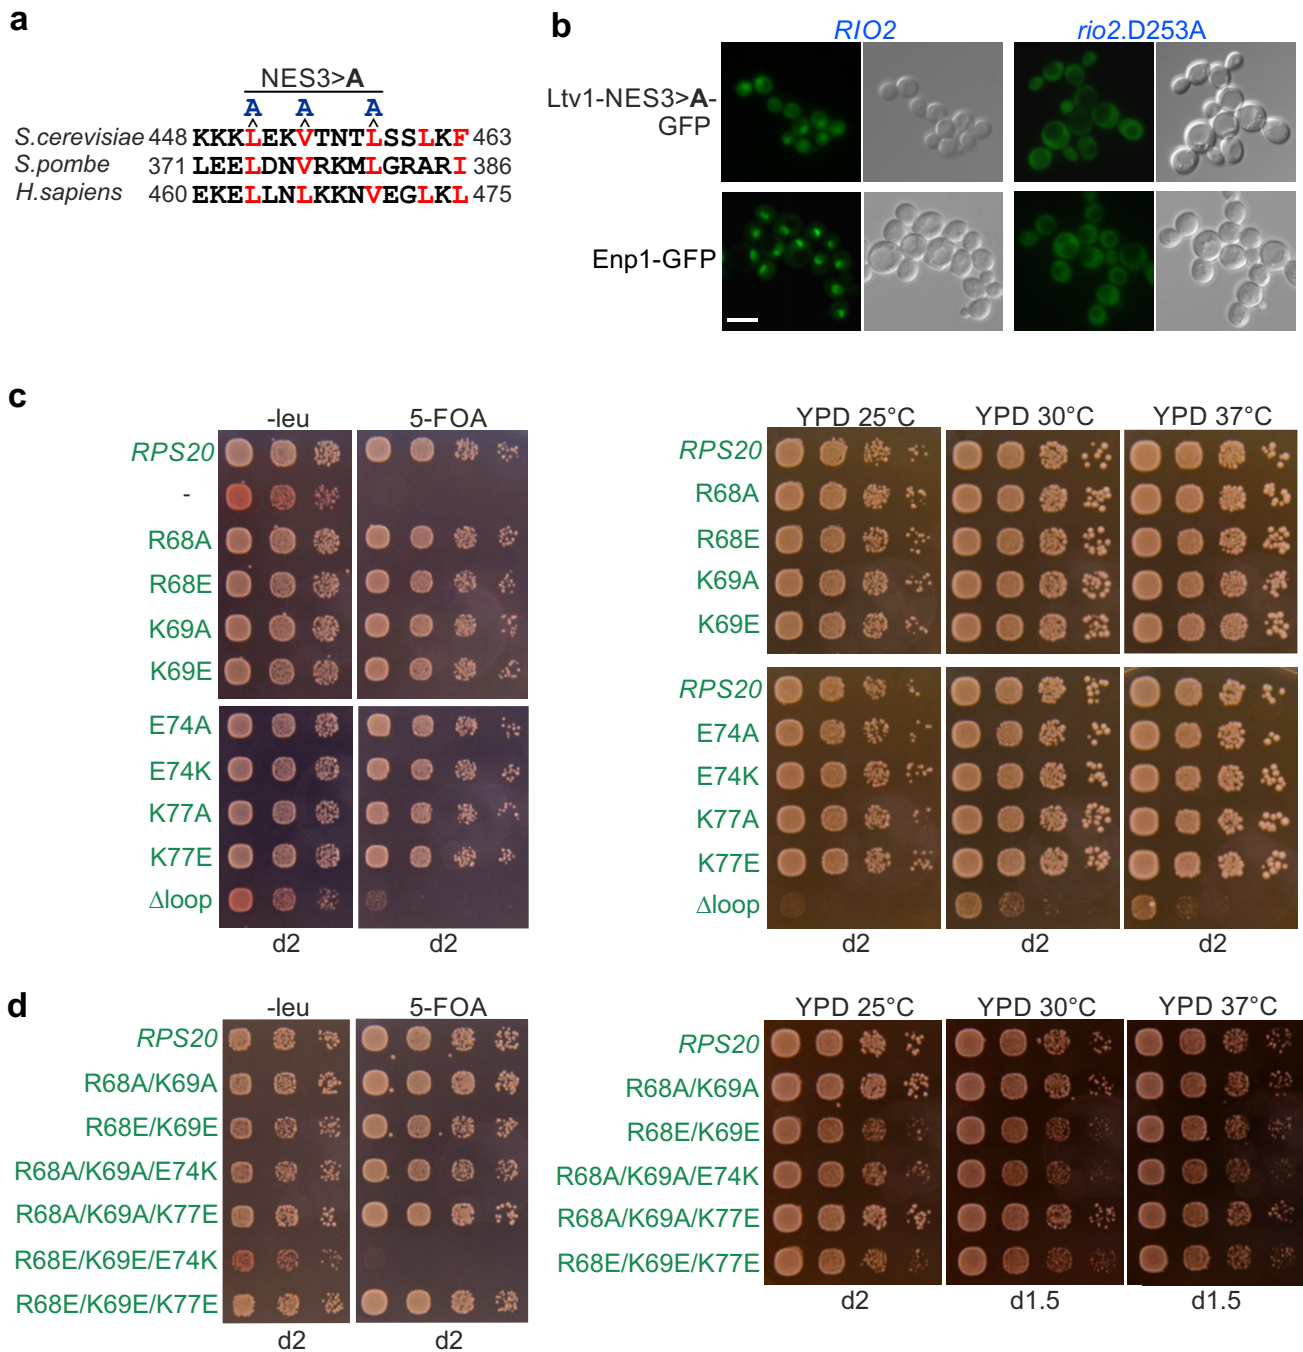 a
NES3>A
A A A
^ ^ ^
S.cerevisiae 448 KKKLEKVTNTLSSLKF 463
S.pombe 371 LEELDNVRKMLGRARI 386
H.sapiens 460 EKELLNLKKNVEGLKL 475
b
RIO2 rio2.D253A
Ltv1-NES3>A-
GFP
Enp1-GFP
c
-leu 5-FOA
RPS20
-
R68A
R68E
K69A
K69E
E74A
E74K
K77A
K77E
Δloop
d2 d2
YPD 25°C YPD 30°C YPD 37°C
RPS20
R68A
R68E
K69A
K69E
RPS20
E74A
E74K
K77A
K77E
Δloop
d2 d2 d2
d
-leu 5-FOA
RPS20
R68A/K69A
R68E/K69E
R68A/K69A/E74K
R68A/K69A/K77E
R68E/K69E/E74K
R68E/K69E/K77E
d2 d2
YPD 25°C YPD 30°C YPD 37°C
RPS20
R68A/K69A
R68E/K69E
R68A/K69A/E74K
R68A/K69A/K77E
R68E/K69E/K77E
d2 d1.5 d1.5